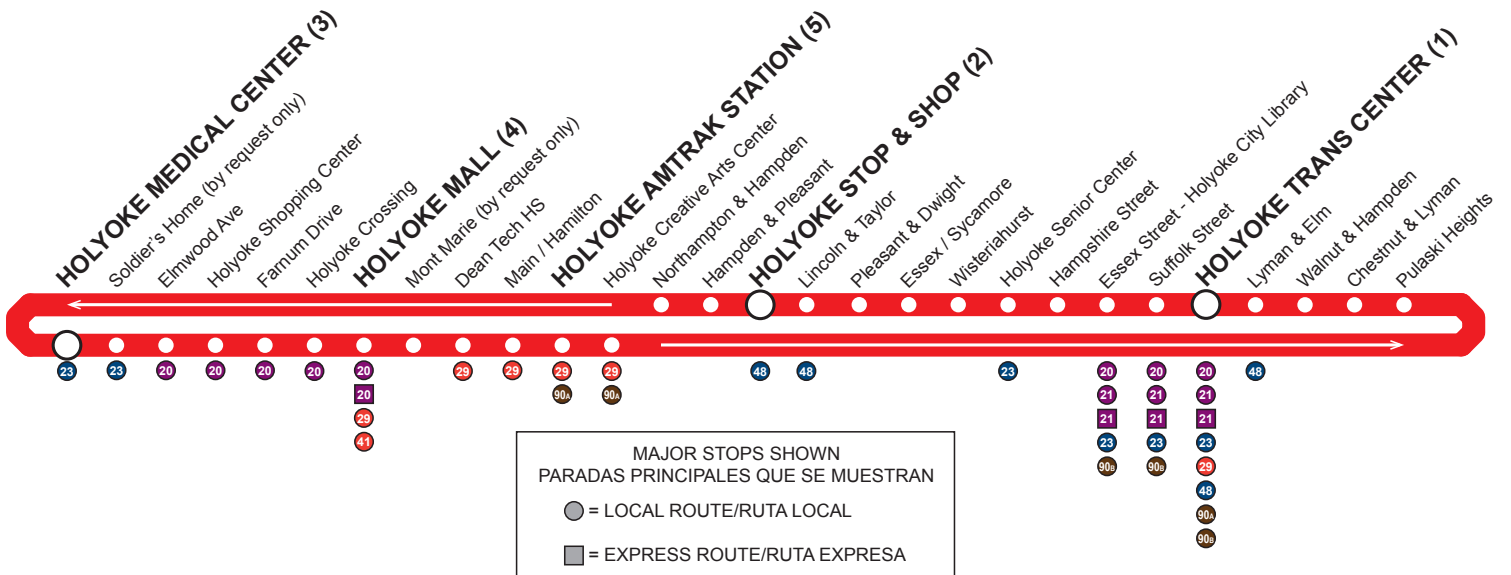 HOLYOKE MEDICAL CENTER (3)
Soldier's Home (by request only)
Elmwood Ave
Holyoke Shopping Center
Farnum Drive
Holyoke Crossing
HOLYOKE MALL (4)
Mont Marie (by request only)
Dean Tech HS
Main / Hamilton
HOLYOKE AMTRAK STATION (5)
Holyoke Creative Arts Center
Northampton & Hampden
Hampden & Pleasant
HOLYOKE STOP & SHOP (2)
Lincoln & Taylor
Pleasant & Dwight
Essex / Sycamore
Wisteriahurst
Holyoke Senior Center
Hampshire Street
Essex Street - Holyoke City Library
Suffolk Street
HOLYOKE TRANS CENTER (1)
Lyman & Elm
Walnut & Hampden
Chestnut & Lyman
Pulaski Heights
23 23 20 20 20 20 20 29 29 29 29 48 48 23 20 20 20 48
20 90A 90A 21 21 21
29 21 21 21
41 23 23 23
90B 90B 29
48
90A
90B
MAJOR STOPS SHOWN
PARADAS PRINCIPALES QUE SE MUESTRAN
= LOCAL ROUTE/RUTA LOCAL
= EXPRESS ROUTE/RUTA EXPRESA